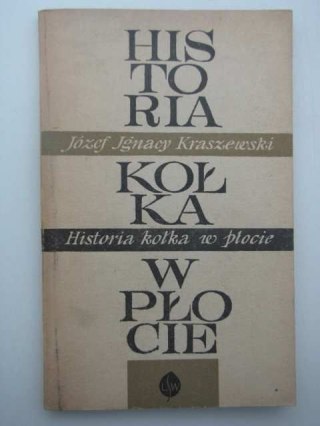 HIS
TO
RIA
Józef Ignacy Kraszewski
KOŁ
KA
Historia kołka w płocie
W
PŁO
CIE
LSW